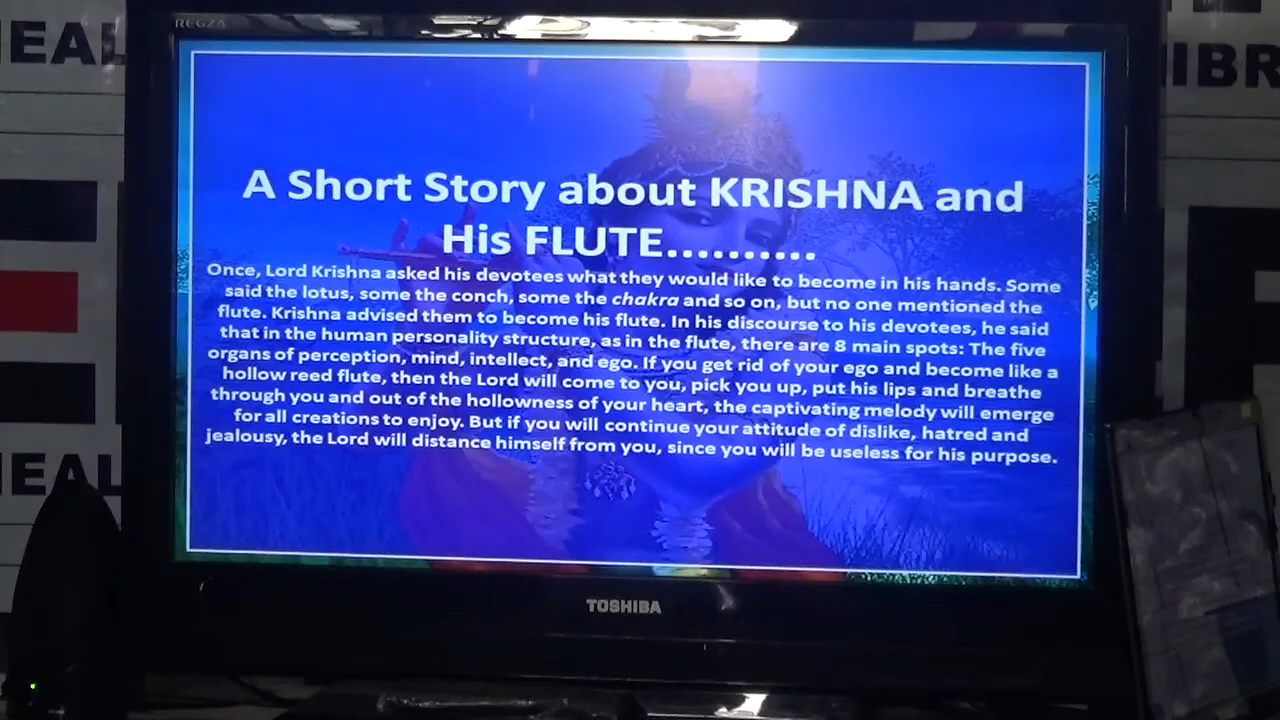 REGZA
EAL
IBR
A Short Story about KRISHNA and
His FLUTE..........
Once, Lord Krishna asked his devotees what they would like to become in his hands. Some
said the lotus, some the conch, some the chakra and so on, but no one mentioned the
flute. Krishna advised them to become his flute. In his discourse to his devotees, he said
that in the human personality structure, as in the flute, there are 8 main spots: The five
organs of perception, mind, intellect, and ego. If you get rid of your ego and become like a
hollow reed flute, then the Lord will come to you, pick you up, put his lips and breathe
through you and out of the hollowness of your heart, the captivating melody will emerge
for all creations to enjoy. But if you will continue your attitude of dislike, hatred and
jealousy, the Lord will distance himself from you, since you will be useless for his purpose.
HEAL
TOSHIBA